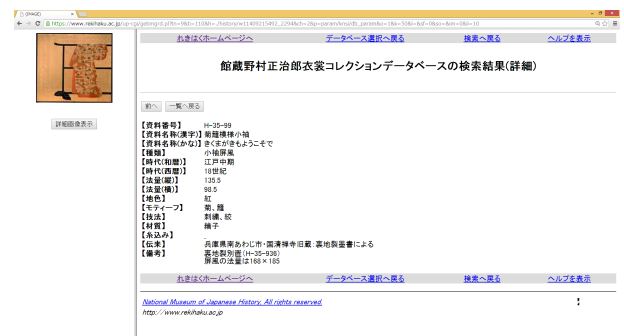 (IMAGE)
れきはくホームページへ データベース選択へ戻る 検索へ戻る ヘルプを表示
館蔵野村正治郎衣裳コレクションデータベースの検索結果(詳細)
前へ 一覧へ戻る
詳細画像表示
【資料番号】 H-35-99
【資料名称(漢字)】 菊籠模様小袖
【資料名称(かな)】 きくまがきもようこそで
【種類】 小袖屏風
【時代(和暦)】 江戸中期
【時代(西暦)】 18世紀
【法量(縦)】 135.5
【法量(横)】 98.5
【地色】 紅
【モティーフ】 菊、籠
【技法】 刺繍、絞
【材質】 綸子
【糸込み】
【伝来】 兵庫県南あわじ市・国清禅寺旧蔵:裏地裂墨書による
【備考】 裏地裂別置(H-35-936)
屏風の法量は168×185
れきはくホームページへ データベース選択へ戻る 検索へ戻る ヘルプを表示
National Museum of Japanese History, All rights reserved.
http://www.rekihaku.ac.jp